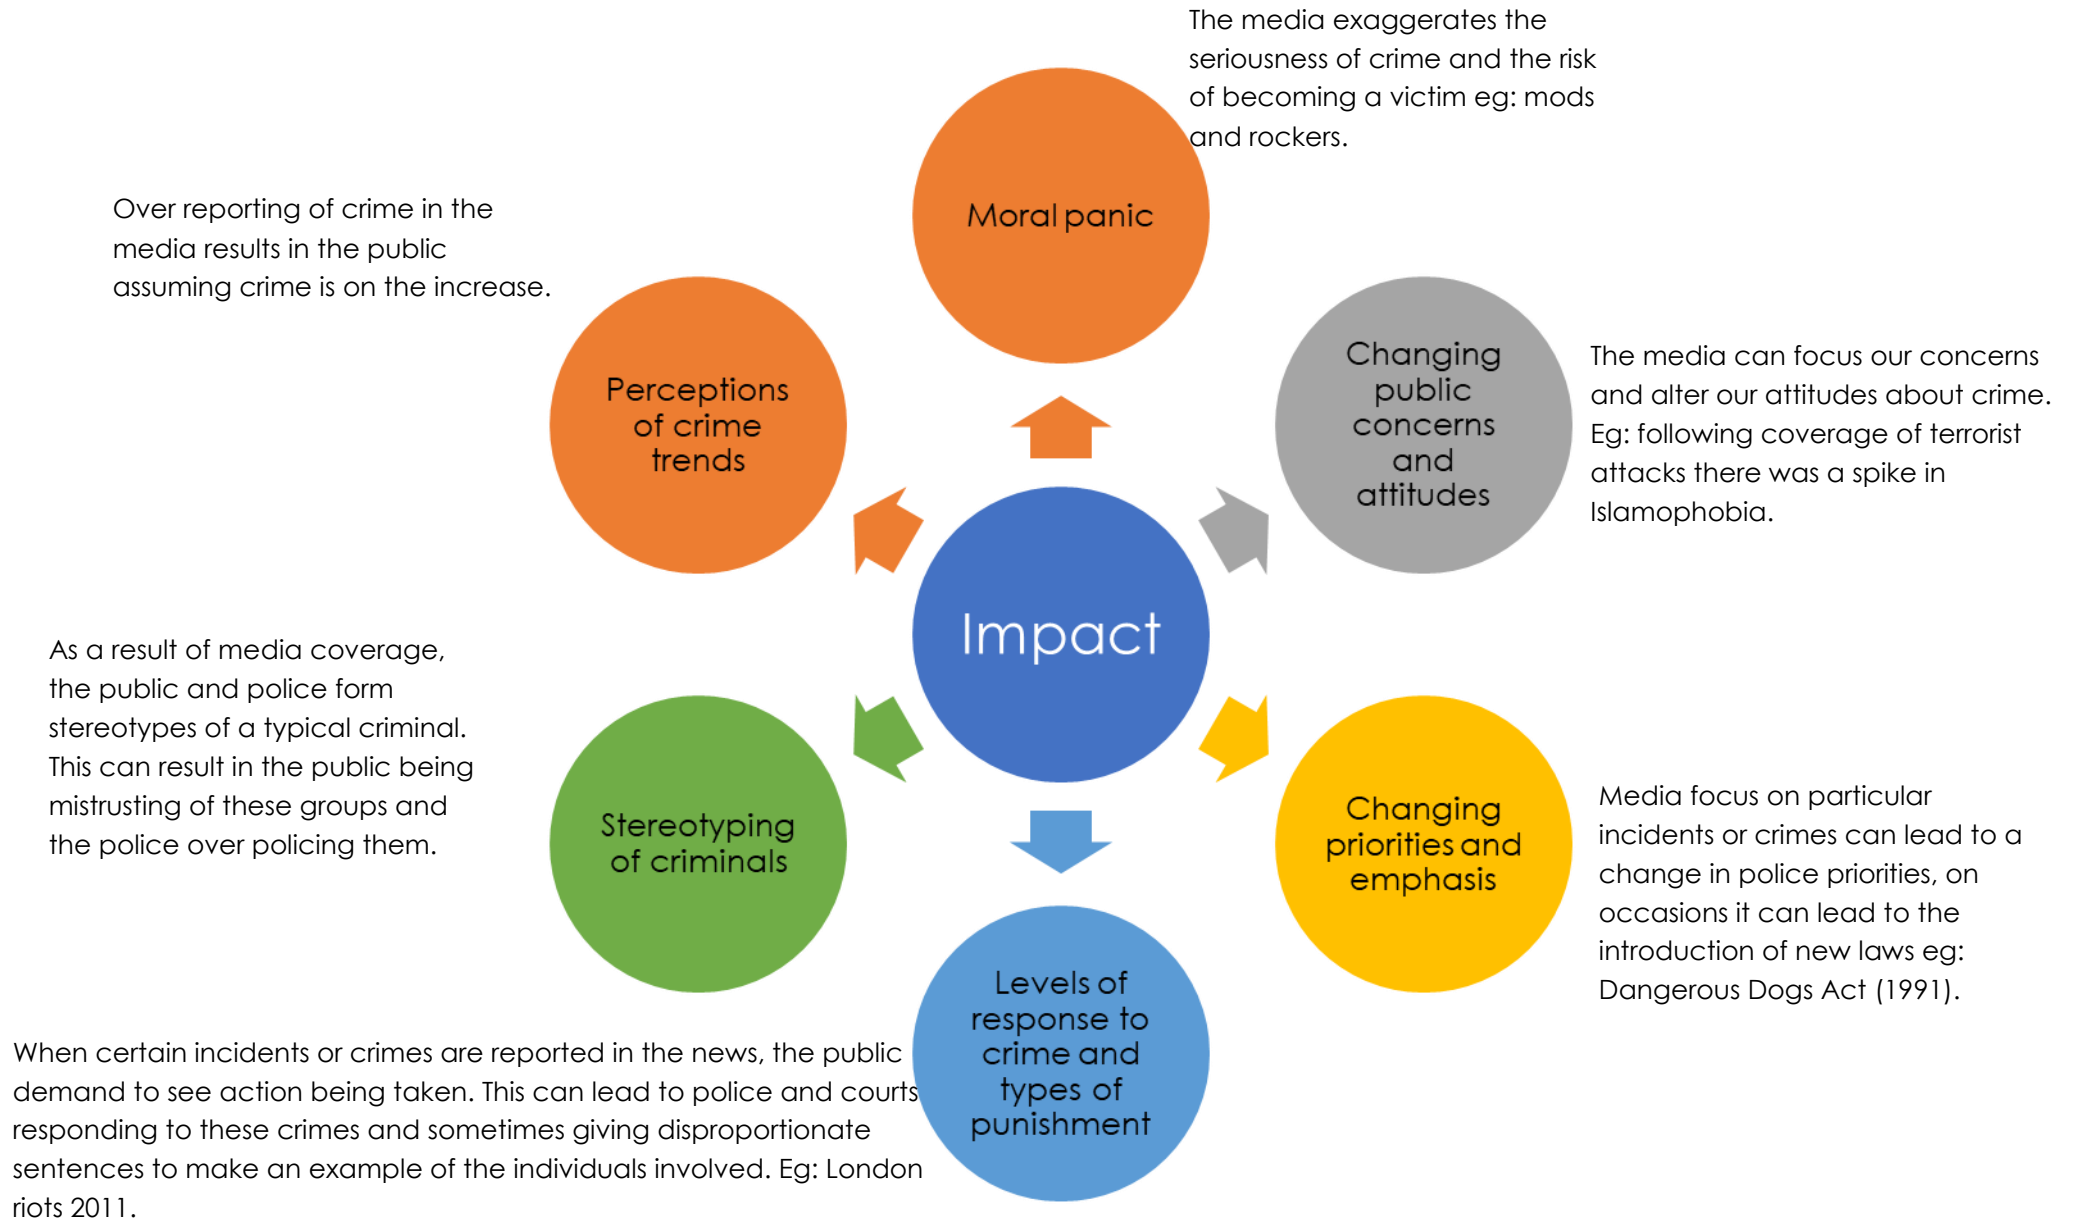 The media exaggerates the
seriousness of crime and the risk
of becoming a victim eg: mods
and rockers.
Moral panic
Over reporting of crime in the
media results in the public
assuming crime is on the increase.
Perceptions
of crime
trends
Changing
public
concerns
and
attitudes
The media can focus our concerns
and alter our attitudes about crime.
Eg: following coverage of terrorist
attacks there was a spike in
Islamophobia.
Impact
As a result of media coverage,
the public and police form
stereotypes of a typical criminal.
This can result in the public being
mistrusting of these groups and
the police over policing them.
Stereotyping
of criminals
Changing
priorities and
emphasis
Media focus on particular
incidents or crimes can lead to a
change in police priorities, on
occasions it can lead to the
introduction of new laws eg:
Dangerous Dogs Act (1991).
Levels of
response to
crime and
types of
punishment
When certain incidents or crimes are reported in the news, the public
demand to see action being taken. This can lead to police and courts
responding to these crimes and sometimes giving disproportionate
sentences to make an example of the individuals involved. Eg: London
riots 2011.